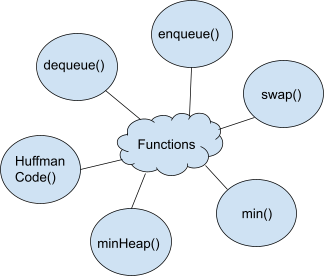 enqueue()
dequeue()
swap()
Functions
Huffman
Code()
min()
minHeap()